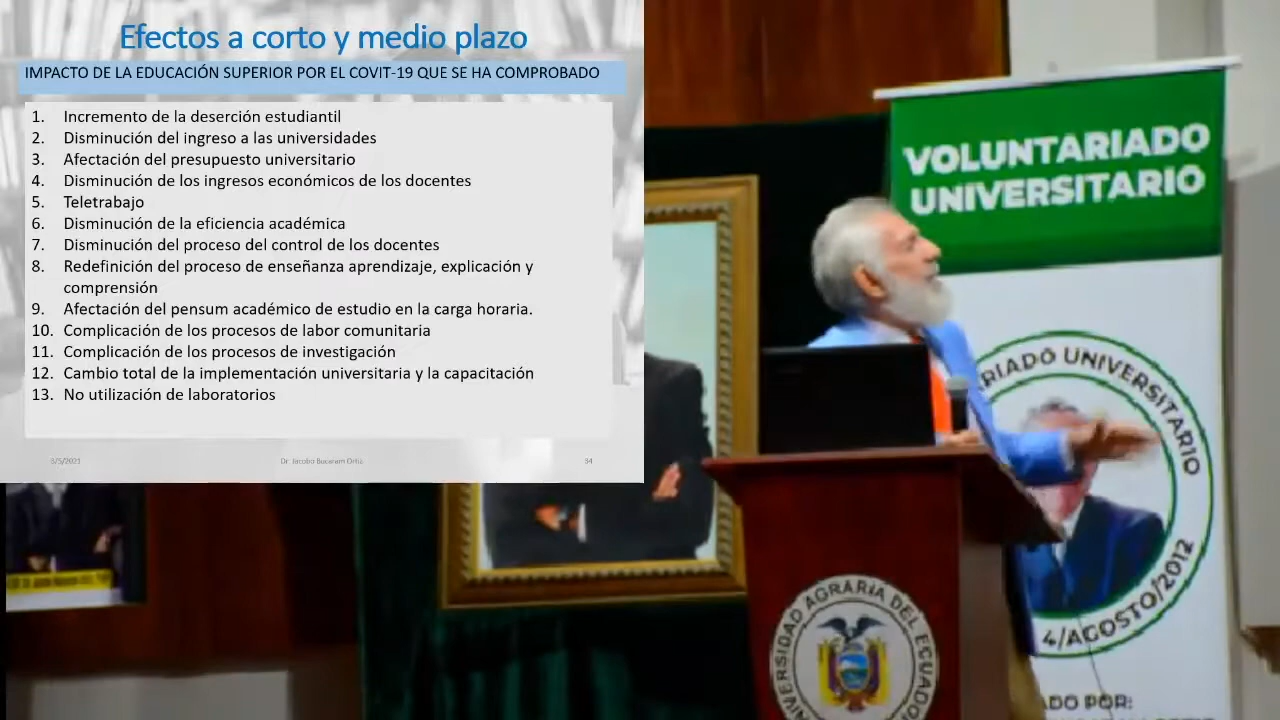 Efectos a corto y medio plazo
IMPACTO DE LA EDUCACIÓN SUPERIOR POR EL COVIT-19 QUE SE HA COMPROBADO
1. Incremento de la deserción estudiantil
2. Disminución del ingreso a las universidades
3. Afectación del presupuesto universitario
4. Disminución de los ingresos económicos de los docentes
5. Teletrabajo
6. Disminución de la eficiencia académica
7. Disminución del proceso del control de los docentes
8. Redefinición del proceso de enseñanza aprendizaje, explicación y
comprensión
9. Afectación del pensum académico de estudio en la carga horaria.
10. Complicación de los procesos de labor comunitaria
11. Complicación de los procesos de investigación
12. Cambio total de la implementación universitaria y la capacitación
13. No utilización de laboratorios
Dr. Jacobo Bucaram Ortiz
VOLUNTARIADO
UNIVERSITARIO
UNIVERSITARIO
4/AGOSTO/2012
POR:
AGRARIA DEL ECUADOR